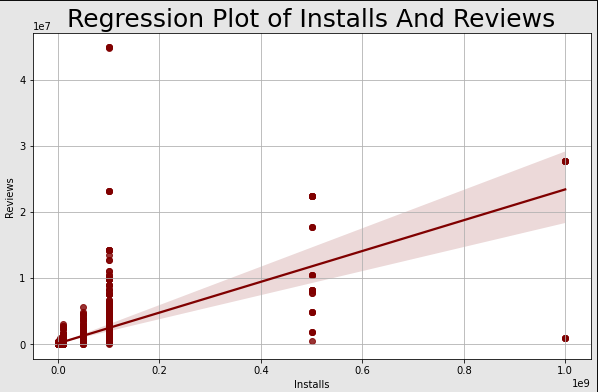 Regression Plot of Installs And Reviews
1e7
4
3
2
1
0
Reviews
0.0 0.2 0.4 0.6 0.8 1.0
1e9
Installs